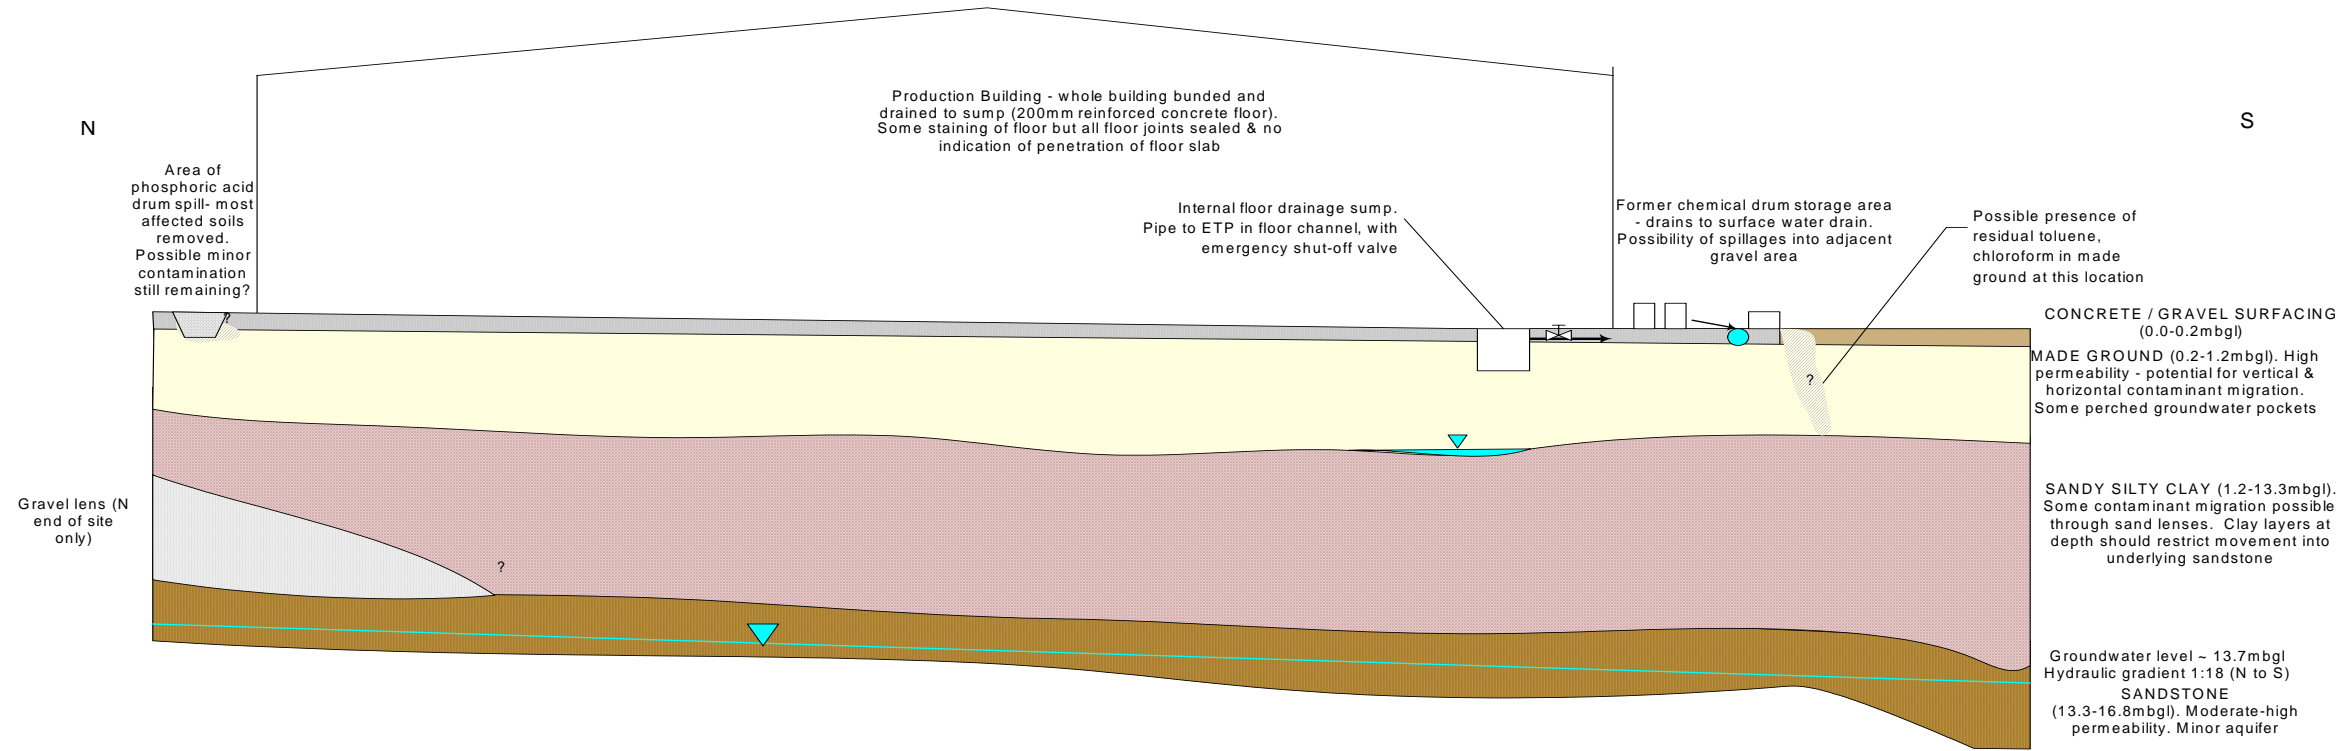 Production Building - whole building bunded and
drained to sump (200mm reinforced concrete floor).
Some staining of floor but all floor joints sealed & no
indication of penetration of floor slab
N
S
Area of
phosphoric acid
drum spill- most
affected soils
removed.
Possible minor
contamination
still remaining?
Internal floor drainage sump.
Pipe to ETP in floor channel, with
emergency shut-off valve
Former chemical drum storage area
- drains to surface water drain.
Possibility of spillages into adjacent
gravel area
Possible presence of
residual toluene,
chloroform in made
ground at this location
?
CONCRETE / GRAVEL SURFACING
(0.0-0.2mbgl)
MADE GROUND (0.2-1.2mbgl). High
permeability - potential for vertical &
horizontal contaminant migration.
Some perched groundwater pockets
?
Gravel lens (N
end of site
only)
SANDY SILTY CLAY (1.2-13.3mbgl).
Some contaminant migration possible
through sand lenses. Clay layers at
depth should restrict movement into
underlying sandstone
?
Groundwater level ~ 13.7mbgl
Hydraulic gradient 1:18 (N to S)
SANDSTONE
(13.3-16.8mbgl). Moderate-high
permeability. Minor aquifer